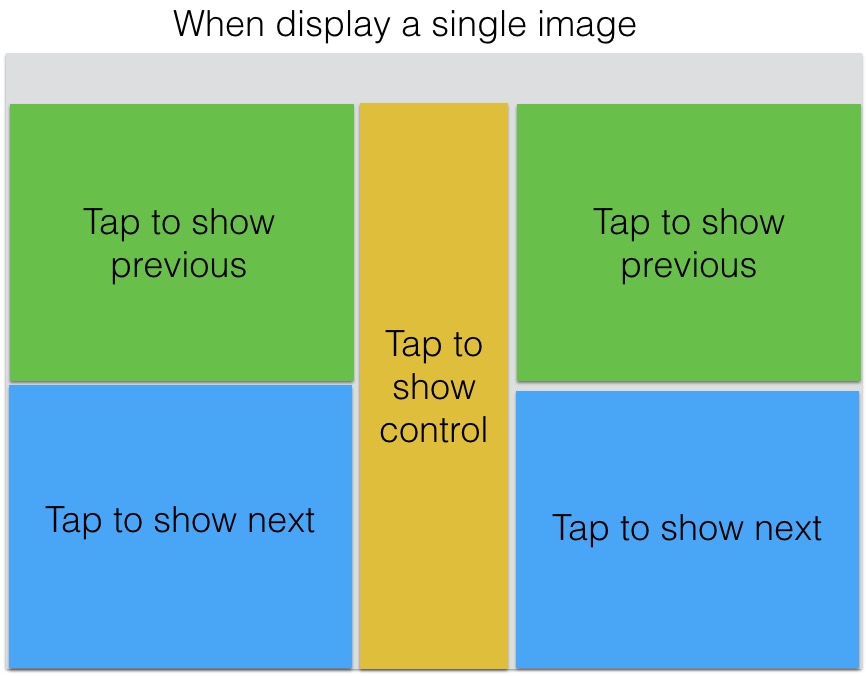 When display a single image
Tap to show
previous
Tap to show
previous
Tap to
show
control
Tap to show next
Tap to show next